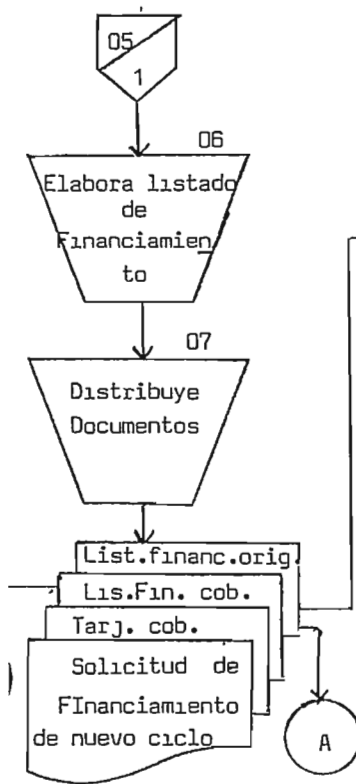 05
1
06
Elabora listado
de
Financiamien
to
07
Distribuye
Documentos
List.financ.orig.
Lis.Fin. cob.
Tarj. cob.
Solicitud de
FInanciamiento
de nuevo ciclo
A